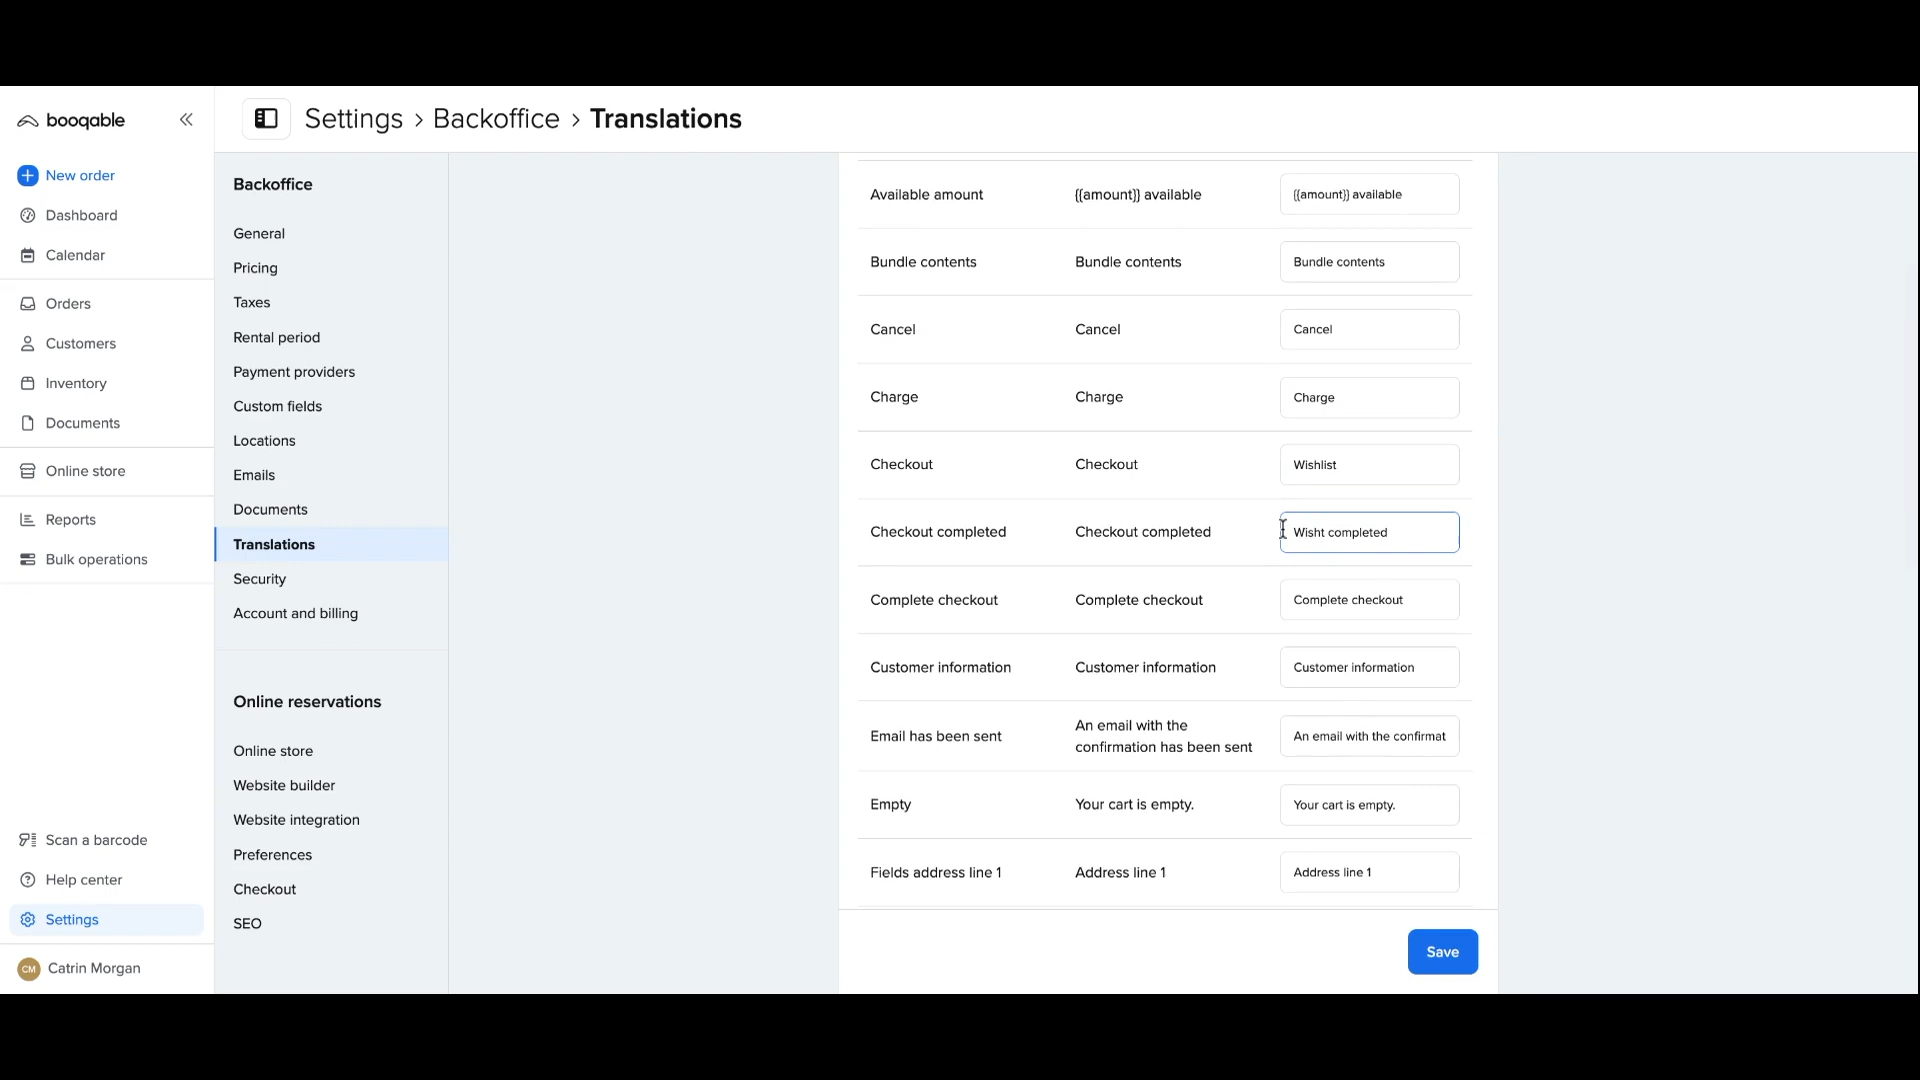 booqable
Settings > Backoffice > Translations
New order
Dashboard
Calendar
Orders
Customers
Inventory
Documents
Online store
Reports
Bulk operations
Scan a barcode
Help center
Settings
CM Catrin Morgan
Backoffice
General
Pricing
Taxes
Rental period
Payment providers
Custom fields
Locations
Emails
Documents
Translations
Security
Account and billing
Online reservations
Online store
Website builder
Website integration
Preferences
Checkout
SEO
Available amount {{amount}} available {{amount}} available
Bundle contents Bundle contents Bundle contents
Cancel Cancel Cancel
Charge Charge Charge
Checkout Checkout Wishlist
Checkout completed Checkout completed Wisht completed
Complete checkout Complete checkout Complete checkout
Customer information Customer information Customer information
Email has been sent An email with the
confirmation has been sent An email with the confirmat
Empty Your cart is empty. Your cart is empty.
Fields address line 1 Address line 1 Address line 1
Save